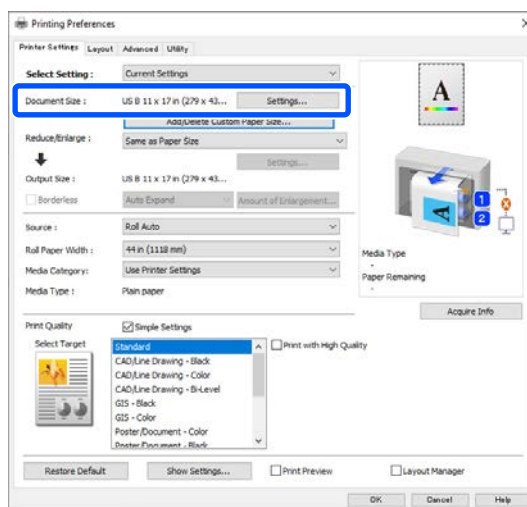 Printing Preferences
Printer Settings Layout Advanced Utility
Select Setting : Current Settings
Document Size : US B 11 x 17 in (279 x 43... Settings...
Add/Delete Custom Paper Size...
Reduce/Enlarge : Same as Paper Size
Settings...
Output Size : US B 11 x 17 in (279 x 43...
Borderless Auto Expand Amount of Enlargement...
Source : Roll Auto
Roll Paper Width : 44 in (1118 mm)
Media Category: Use Printer Settings
Media Type : Plain paper
A
A
1
2
Media Type
-
Paper Remaining
-
Acquire Info
Print Quality Simple Settings
Select Target
Standard
CAD/Line Drawing - Black
CAD/Line Drawing - Color
CAD/Line Drawing - Bi-Level
GIS - Black
GIS - Color
Poster/Document - Color
Poster/Document - Black
Print with High Quality
Restore Default Show Settings... Print Preview Layout Manager
OK Cancel Help